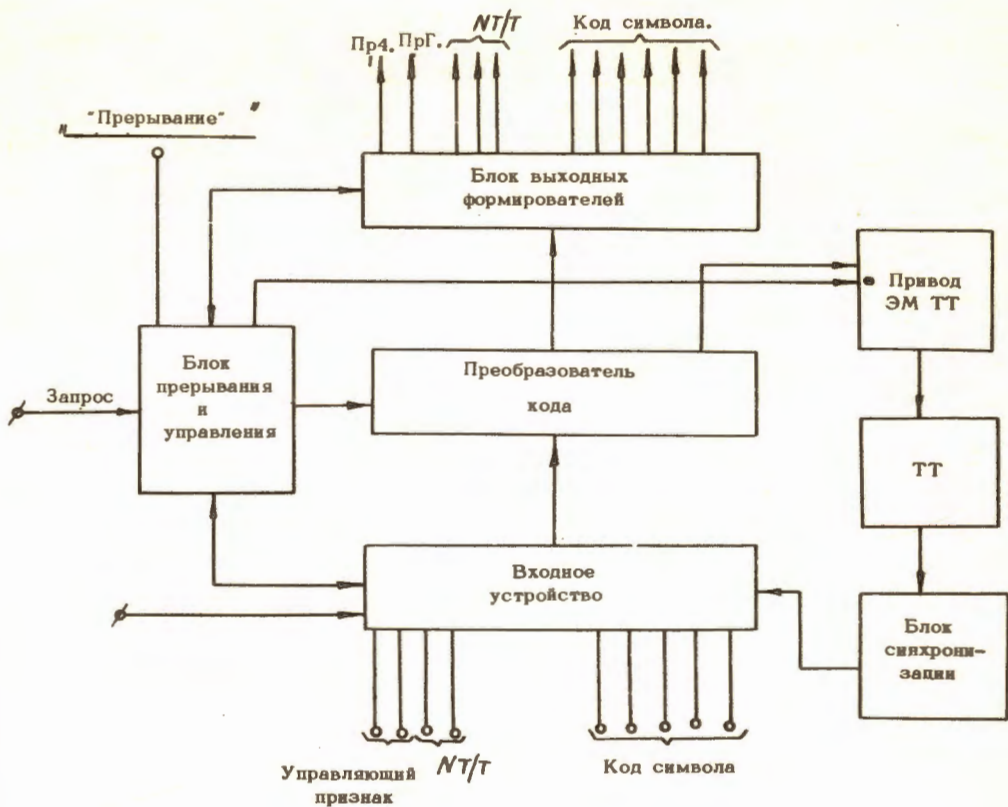 NT/T
Код символа.
Пр4.
ПрГ.
" "Прерывание" "
Блок выходных
формирователей
Привод
ЭМ ТТ
Блок
прерывания
и
управления
Запрос
Преобразователь
кода
ТТ
Входное
устройство
Блок
синхрони-
зации
Управляющий
признак
NT/T
Код символа